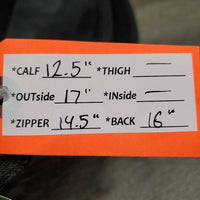 *CALF 12.5" *THIGH —
*OUTside 17" *INside —
*ZIPPER 14.5" *BACK 16"